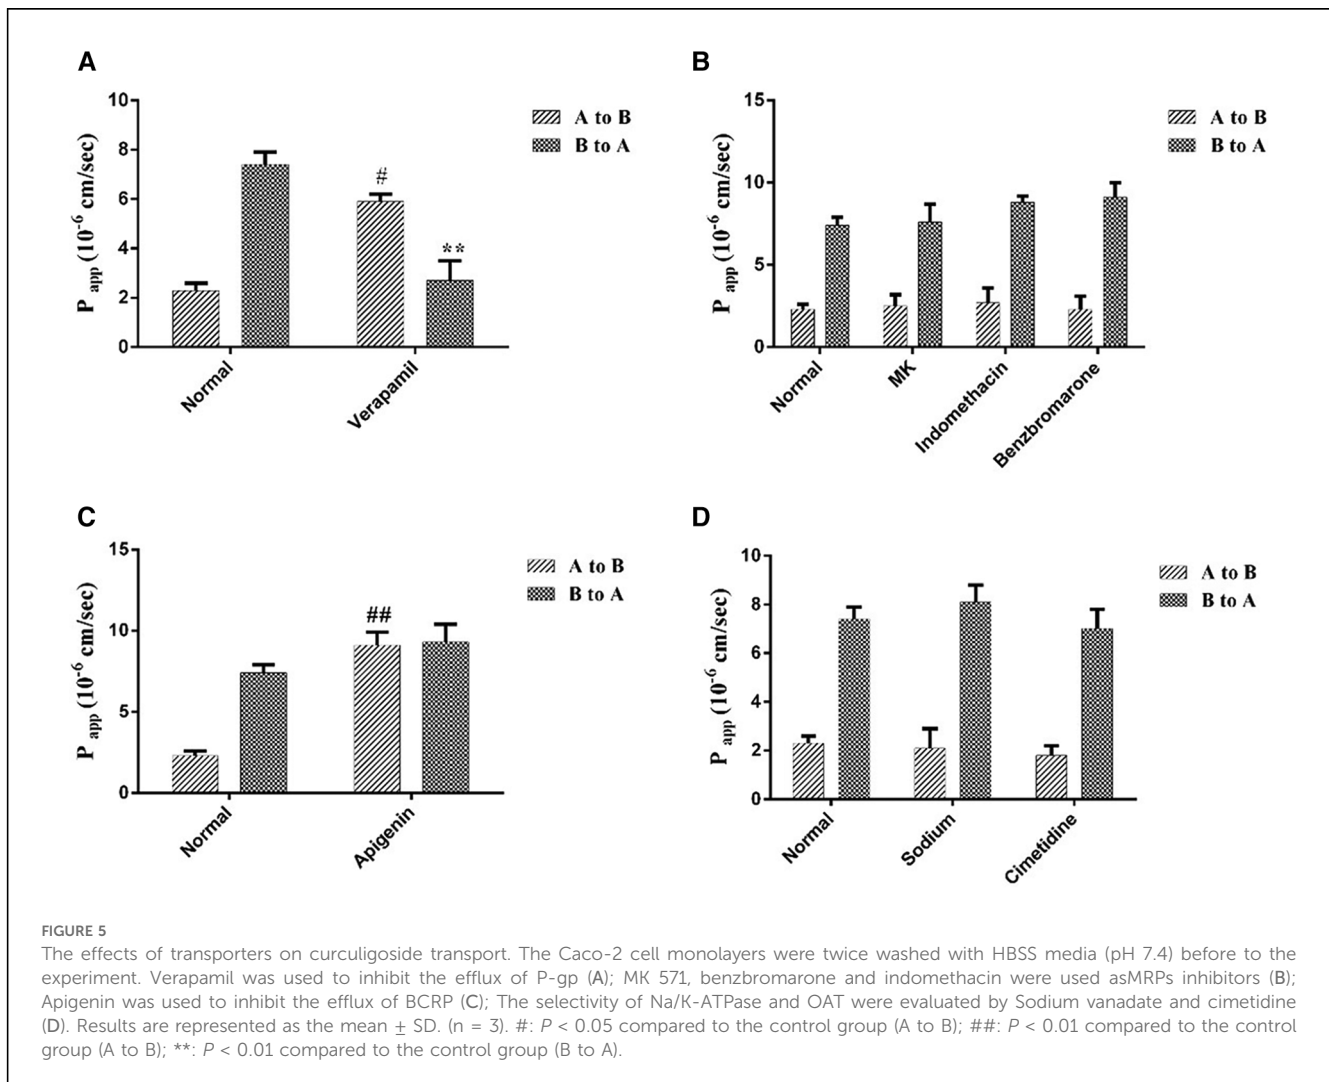 A
10
8
6
4
2
0
P app (10-6 cm/sec)
#
**
Normal
Verapamil
A to B
B to A
B
15
10
5
0
P app (10-6 cm/sec)
Normal
MK
Indomethacin
Benzbromarone
A to B
B to A
C
15
10
5
0
P app (10-6 cm/sec)
##
Normal
Apigenin
A to B
B to A
D
10
8
6
4
2
0
P app (10-6 cm/sec)
Normal
Sodium
Cimetidine
A to B
B to A
FIGURE 5
The effects of transporters on curculigoside transport. The Caco-2 cell monolayers were twice washed with HBSS media (pH 7.4) before to the
experiment. Verapamil was used to inhibit the efflux of P-gp (A); MK 571, benzbromarone and indomethacin were used asMRPs inhibitors (B);
Apigenin was used to inhibit the efflux of BCRP (C); The selectivity of Na/K-ATPase and OAT were evaluated by Sodium vanadate and cimetidine
(D). Results are represented as the mean ± SD. (n = 3). #: P < 0.05 compared to the control group (A to B); ##: P < 0.01 compared to the control
group (A to B); **: P < 0.01 compared to the control group (B to A).